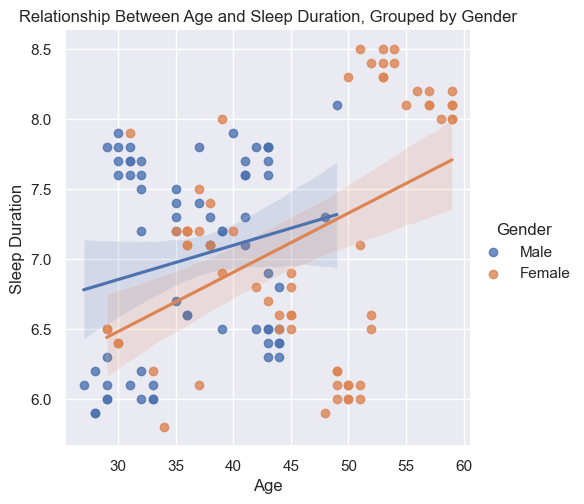 Relationship Between Age and Sleep Duration, Grouped by Gender
8.5
8.0
7.5
7.0
6.5
6.0
Sleep Duration
30 35 40 45 50 55 60
Age
Gender
Male
Female